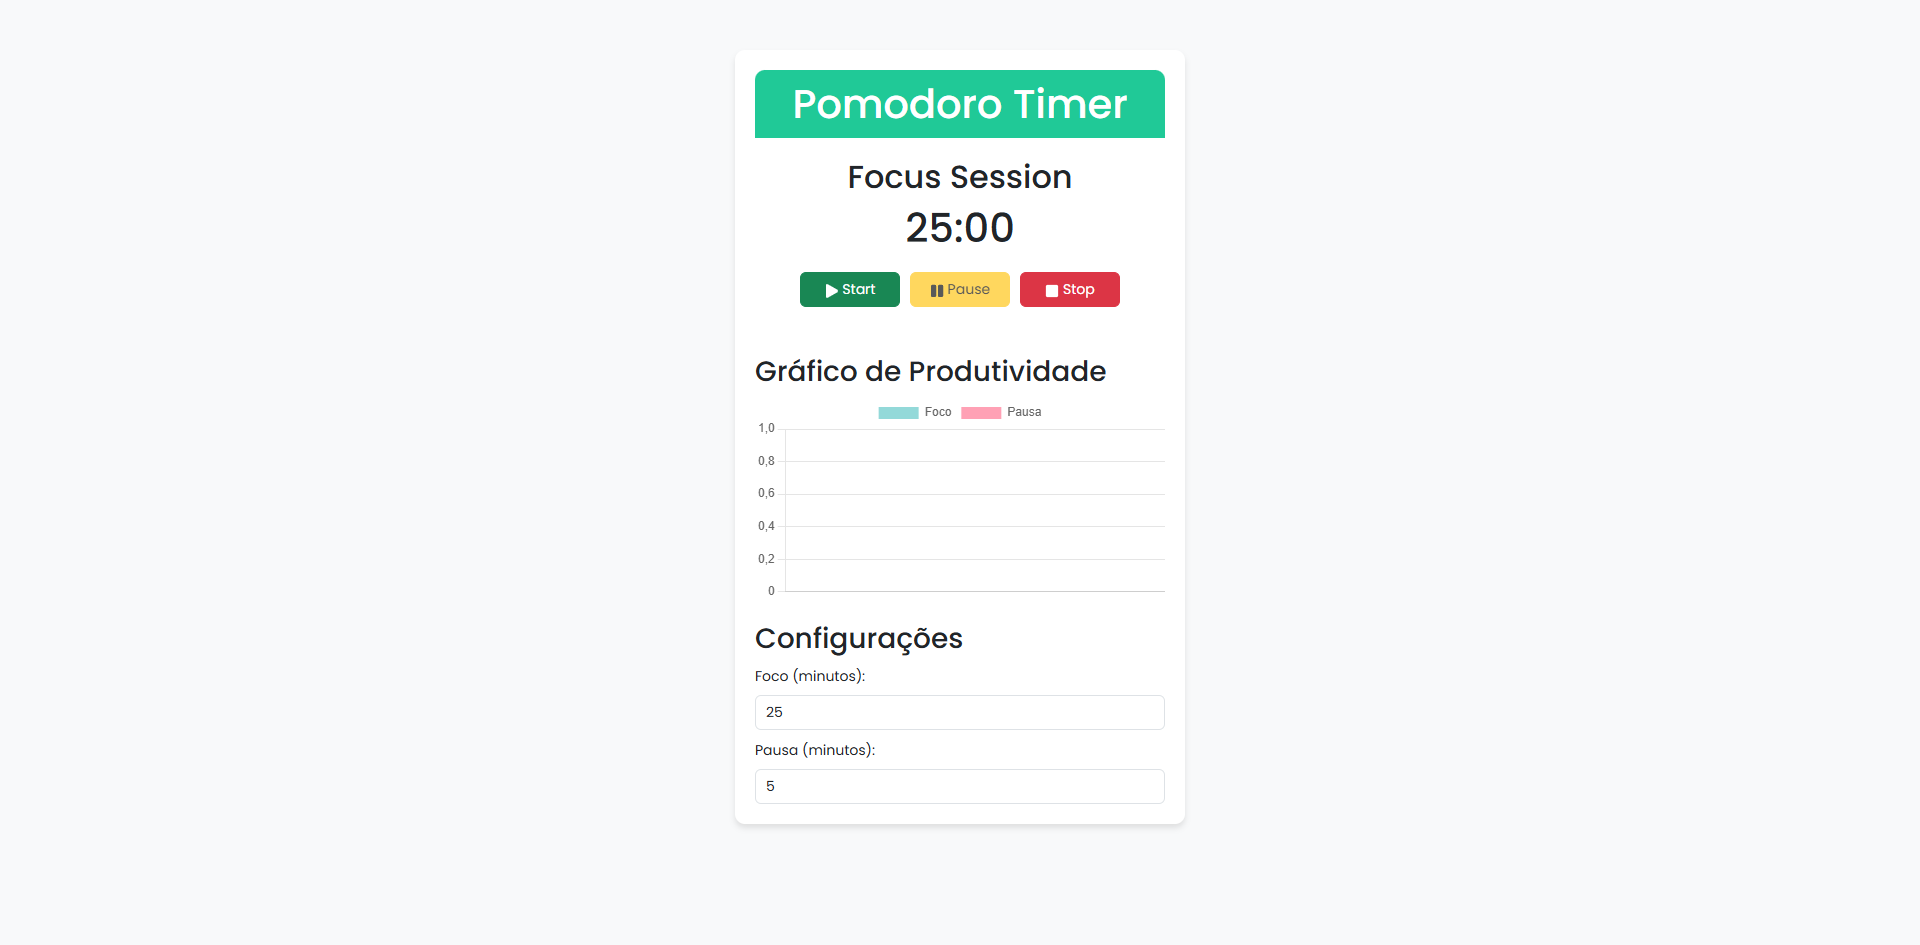 Pomodoro Timer
Focus Session
25:00
Start Pause Stop
Gráfico de Produtividade
Foco Pausa
1,0
0,8
0,6
0,4
0,2
0
Configurações
Foco (minutos):
25
Pausa (minutos):
5